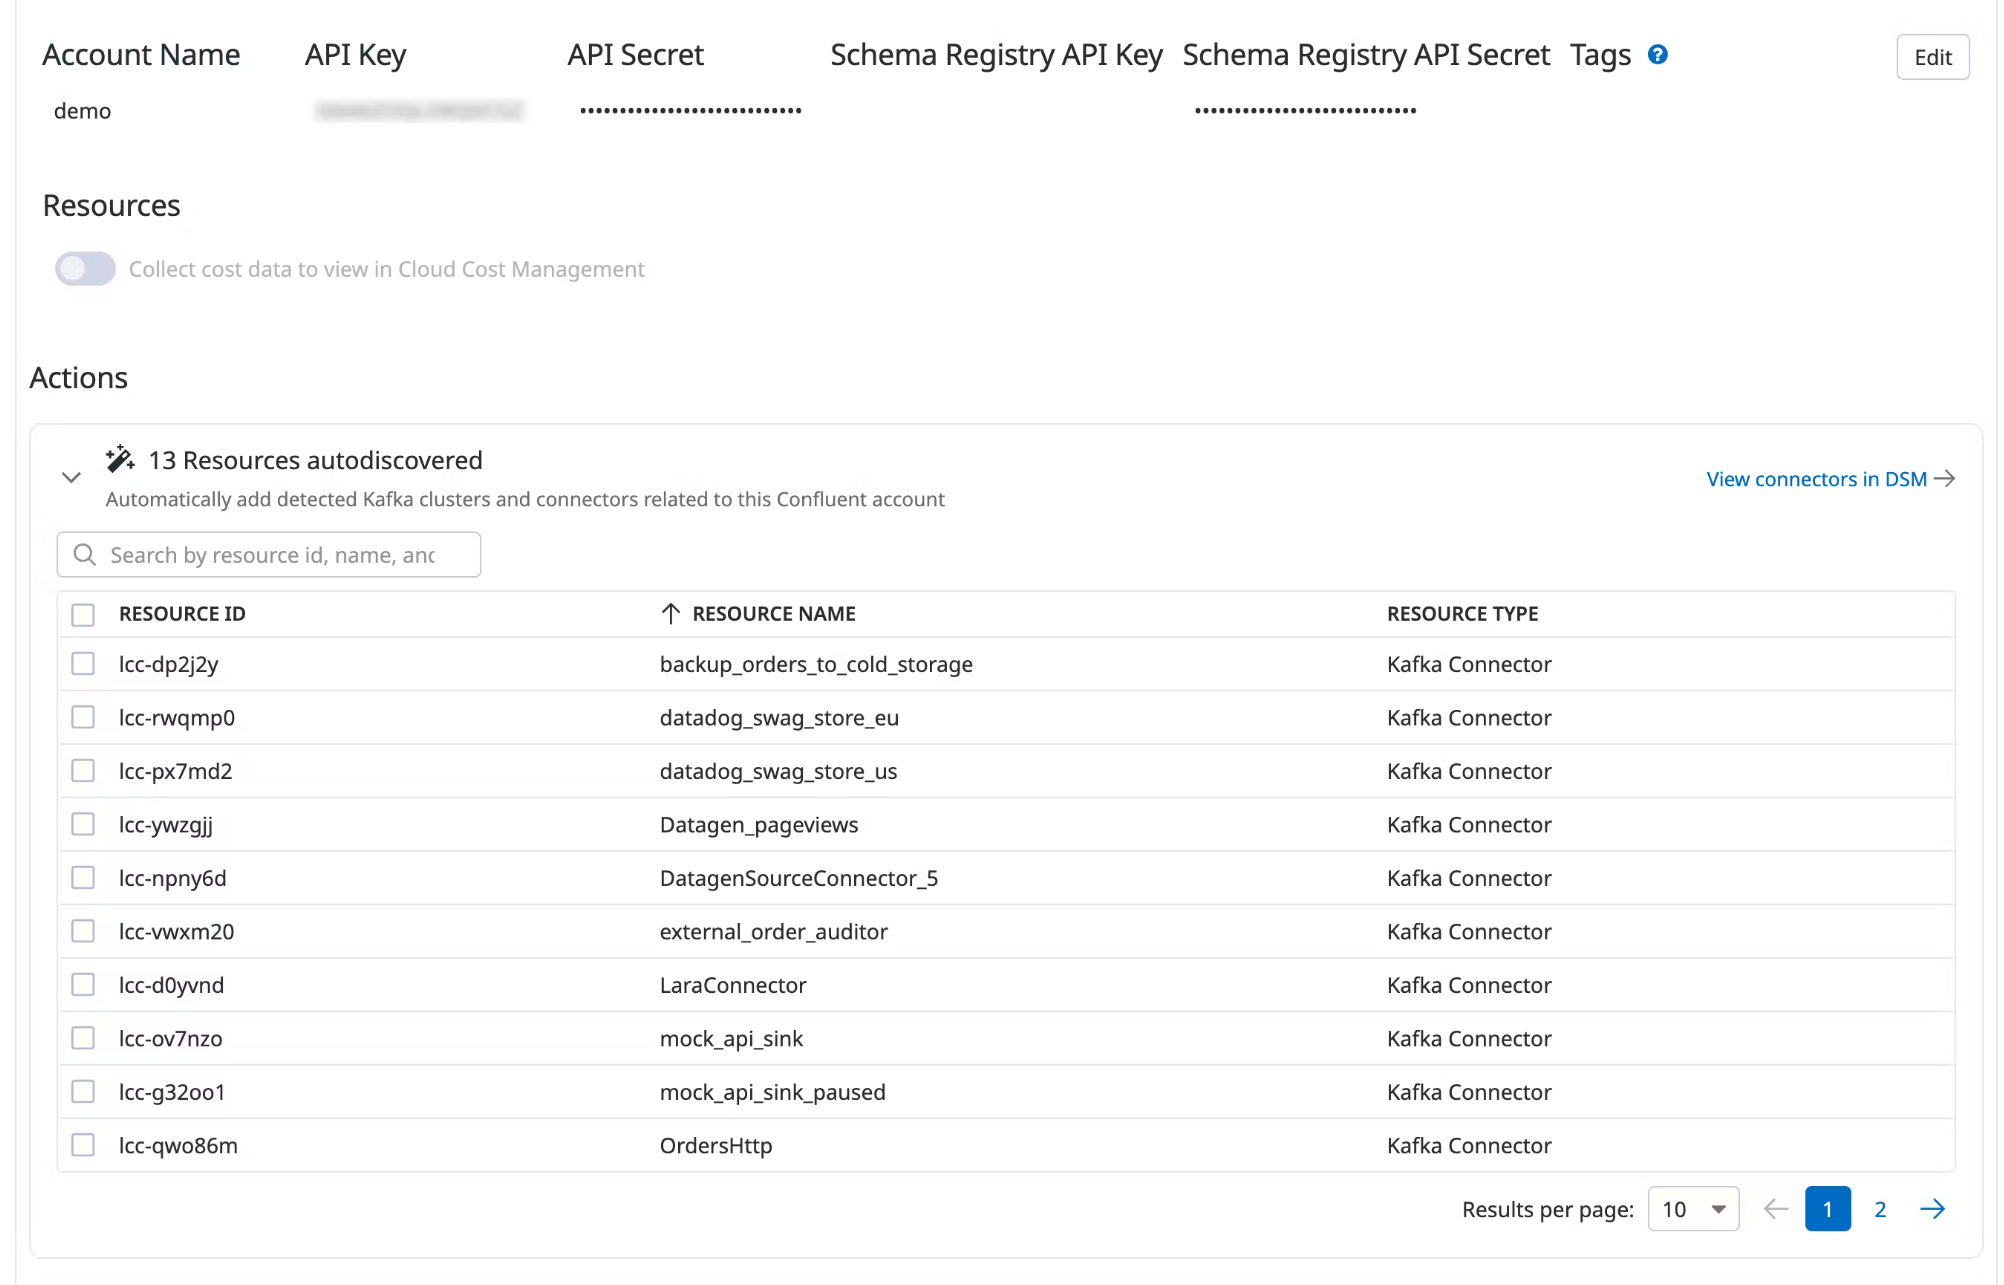 Account Name API Key API Secret Schema Registry API Key Schema Registry API Secret Tags ? Edit
demo •••••••••••••••••••••••••••• ••••••••••••••••••••••••••••
Resources
Collect cost data to view in Cloud Cost Management
Actions
13 Resources autodiscovered
Automatically add detected Kafka clusters and connectors related to this Confluent account
View connectors in DSM →
Search by resource id, name, anc
RESOURCE ID ↑ RESOURCE NAME RESOURCE TYPE
lcc-dp2j2y backup_orders_to_cold_storage Kafka Connector
lcc-rwqmp0 datadog_swag_store_eu Kafka Connector
lcc-px7md2 datadog_swag_store_us Kafka Connector
lcc-ywzgjj Datagen_pageviews Kafka Connector
lcc-npny6d DatagenSourceConnector_5 Kafka Connector
lcc-vwxm20 external_order_auditor Kafka Connector
lcc-d0yvnd LaraConnector Kafka Connector
lcc-ov7nzo mock_api_sink Kafka Connector
lcc-g32oo1 mock_api_sink_paused Kafka Connector
lcc-qwo86m OrdersHttp Kafka Connector
Results per page: 10 ← 1 2 →